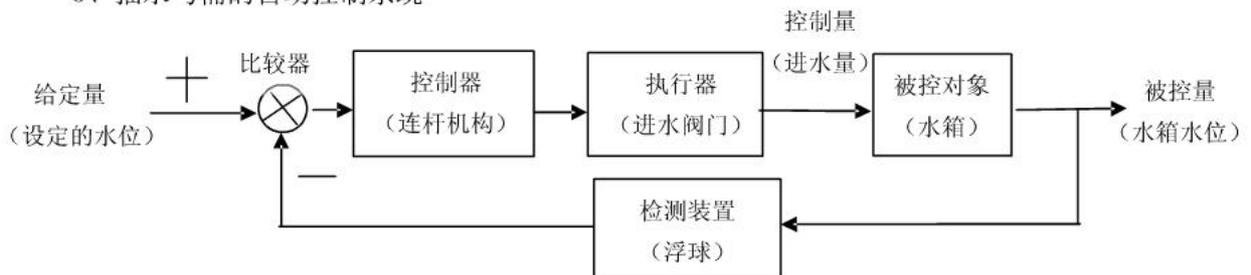 控制量
（进水量）
比较器
给定量
（设定的水位）
控制器
（连杆机构）
执行器
（进水阀门）
被控对象
（水箱）
被控量
（水箱水位）
检测装置
（浮球）